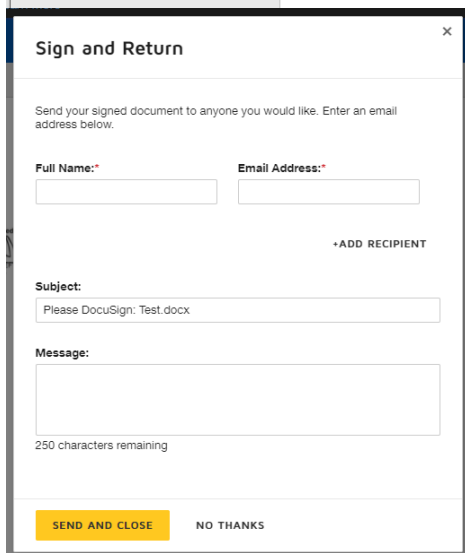 Sign and Return
×
Send your signed document to anyone you would like. Enter an email
address below.
Full Name:* Email Address:*
+ADD RECIPIENT
Subject:
Please DocuSign: Test.docx
Message:
250 characters remaining
SEND AND CLOSE NO THANKS